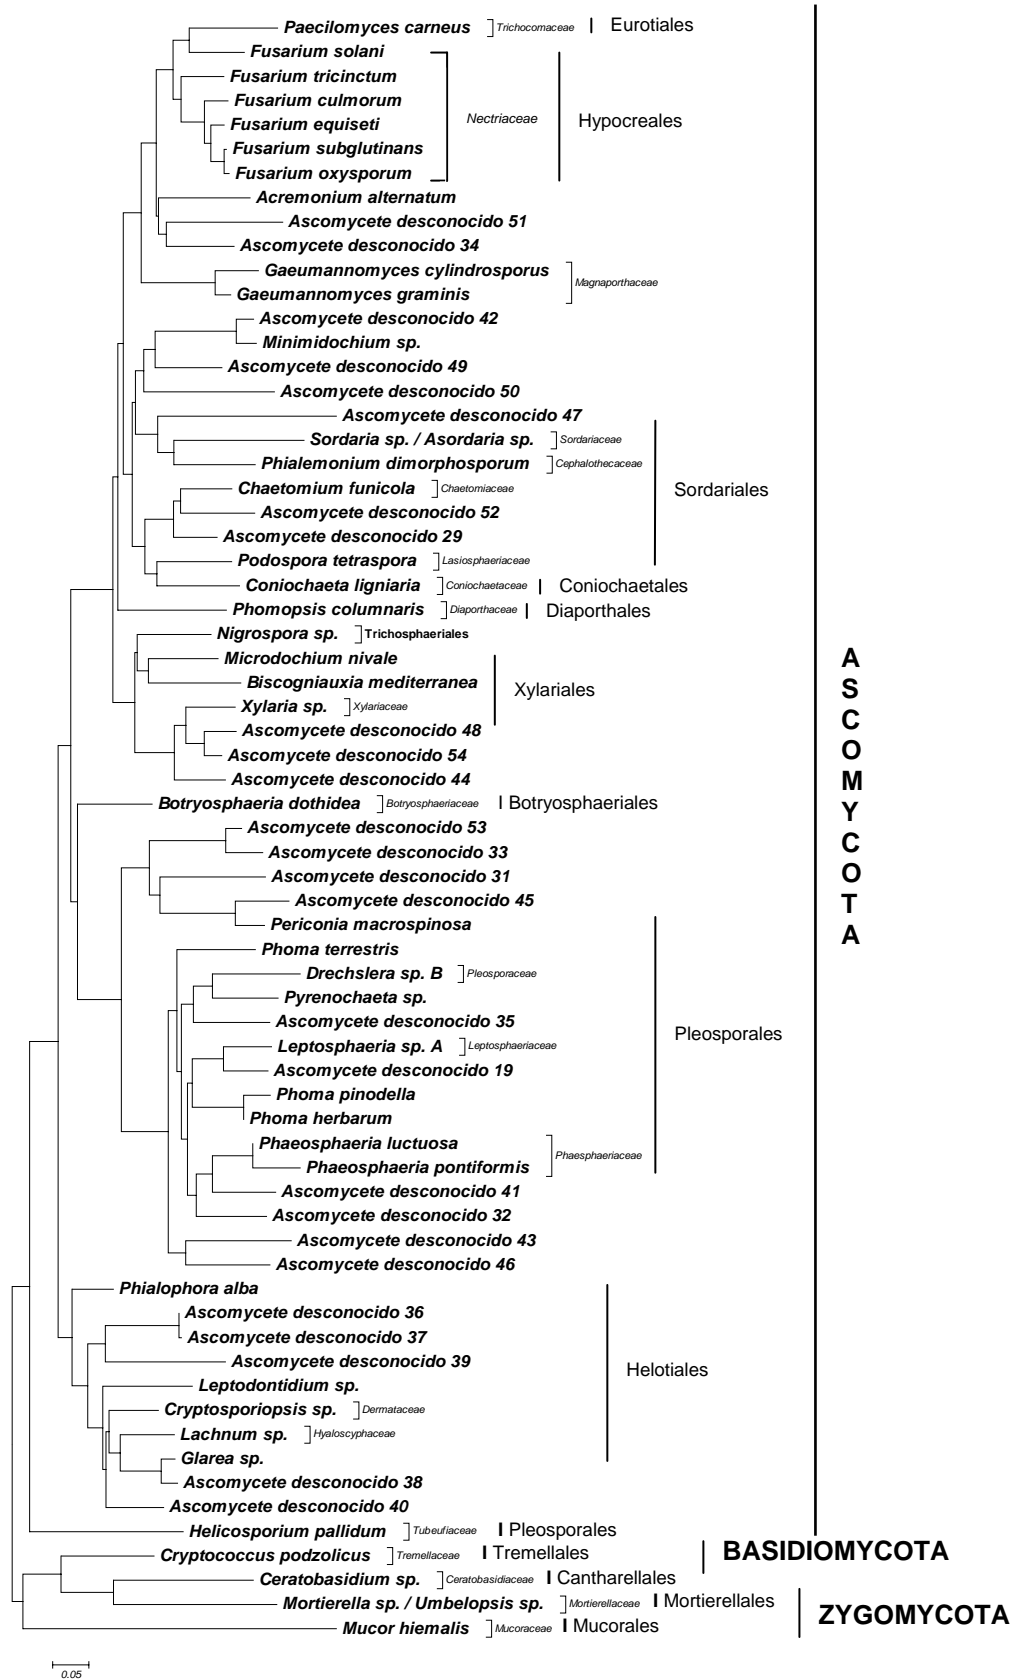 Paecilomyces carneus Trichocomaceae Eurotiales
Fusarium solani
Fusarium tricinctum
Fusarium culmorum
Fusarium equiseti Nectriaceae Hypocreales
Fusarium subglutinans
Fusarium oxysporum
Acremonium alternatum
Ascomycete desconocido 51
Ascomycete desconocido 34
Gaeumannomyces cylindrosporus
Magnaporthaceae
Gaeumannomyces graminis
Ascomycete desconocido 42
Minimidochium sp.
Ascomycete desconocido 49
Ascomycete desconocido 50
Ascomycete desconocido 47
Sordaria sp. / Asordaria sp. Sordariaceae
Phialemonium dimorphosporum Cephalothecaceae
Chaetomium funicola Chaetomiaceae Sordariales
Ascomycete desconocido 52
Ascomycete desconocido 29
Podospora tetraspora Lasiosphaeriaceae
Coniochaeta ligniaria Coniochaetaceae Coniochaetales
Phomopsis columnaris Diaporthaceae Diaporthales
Nigrospora sp. Trichosphaeriales
Microdochium nivale
Biscogniauxia mediterranea Xylariales
Xylaria sp. Xylariaceae
Ascomycete desconocido 48
Ascomycete desconocido 54
Ascomycete desconocido 44
Botryosphaeria dothidea Botryosphaeriaceae Botryosphaeriales
Ascomycete desconocido 53
Ascomycete desconocido 33
Ascomycete desconocido 31
Ascomycete desconocido 45
Periconia macrospinosa
Phoma terrestris
Drechslera sp. B Pleosporaceae
Pyrenochaeta sp.
Ascomycete desconocido 35
Pleosporales
Leptosphaeria sp. A Leptosphaeriaceae
Ascomycete desconocido 19
Phoma pinodella
Phoma herbarum
Phaeosphaeria luctuosa
Phaesphaeriaceae
Phaeosphaeria pontiformis
Ascomycete desconocido 41
Ascomycete desconocido 32
Ascomycete desconocido 43
Ascomycete desconocido 46
Phialophora alba
Ascomycete desconocido 36
Ascomycete desconocido 37
Ascomycete desconocido 39
Helotiales
Leptodontidium sp.
Cryptosporiopsis sp. Dermataceae
Lachnum sp. Hyaloscyphaceae
Glarea sp.
Ascomycete desconocido 38
Ascomycete desconocido 40
Helicosporium pallidum Tubeufiaceae Pleosporales
Cryptococcus podzolicus Tremellaceae Tremellales
Ceratobasidium sp. Ceratobasidiaceae Cantharellales
Mortierella sp. / Umbelopsis sp. Mortierellaceae Mortierellales
Mucor hiemalis Mucoraceae Mucorales
A
S
C
O
M
Y
C
O
T
A
BASIDIOMYCOTA
ZYGOMYCOTA
0.05